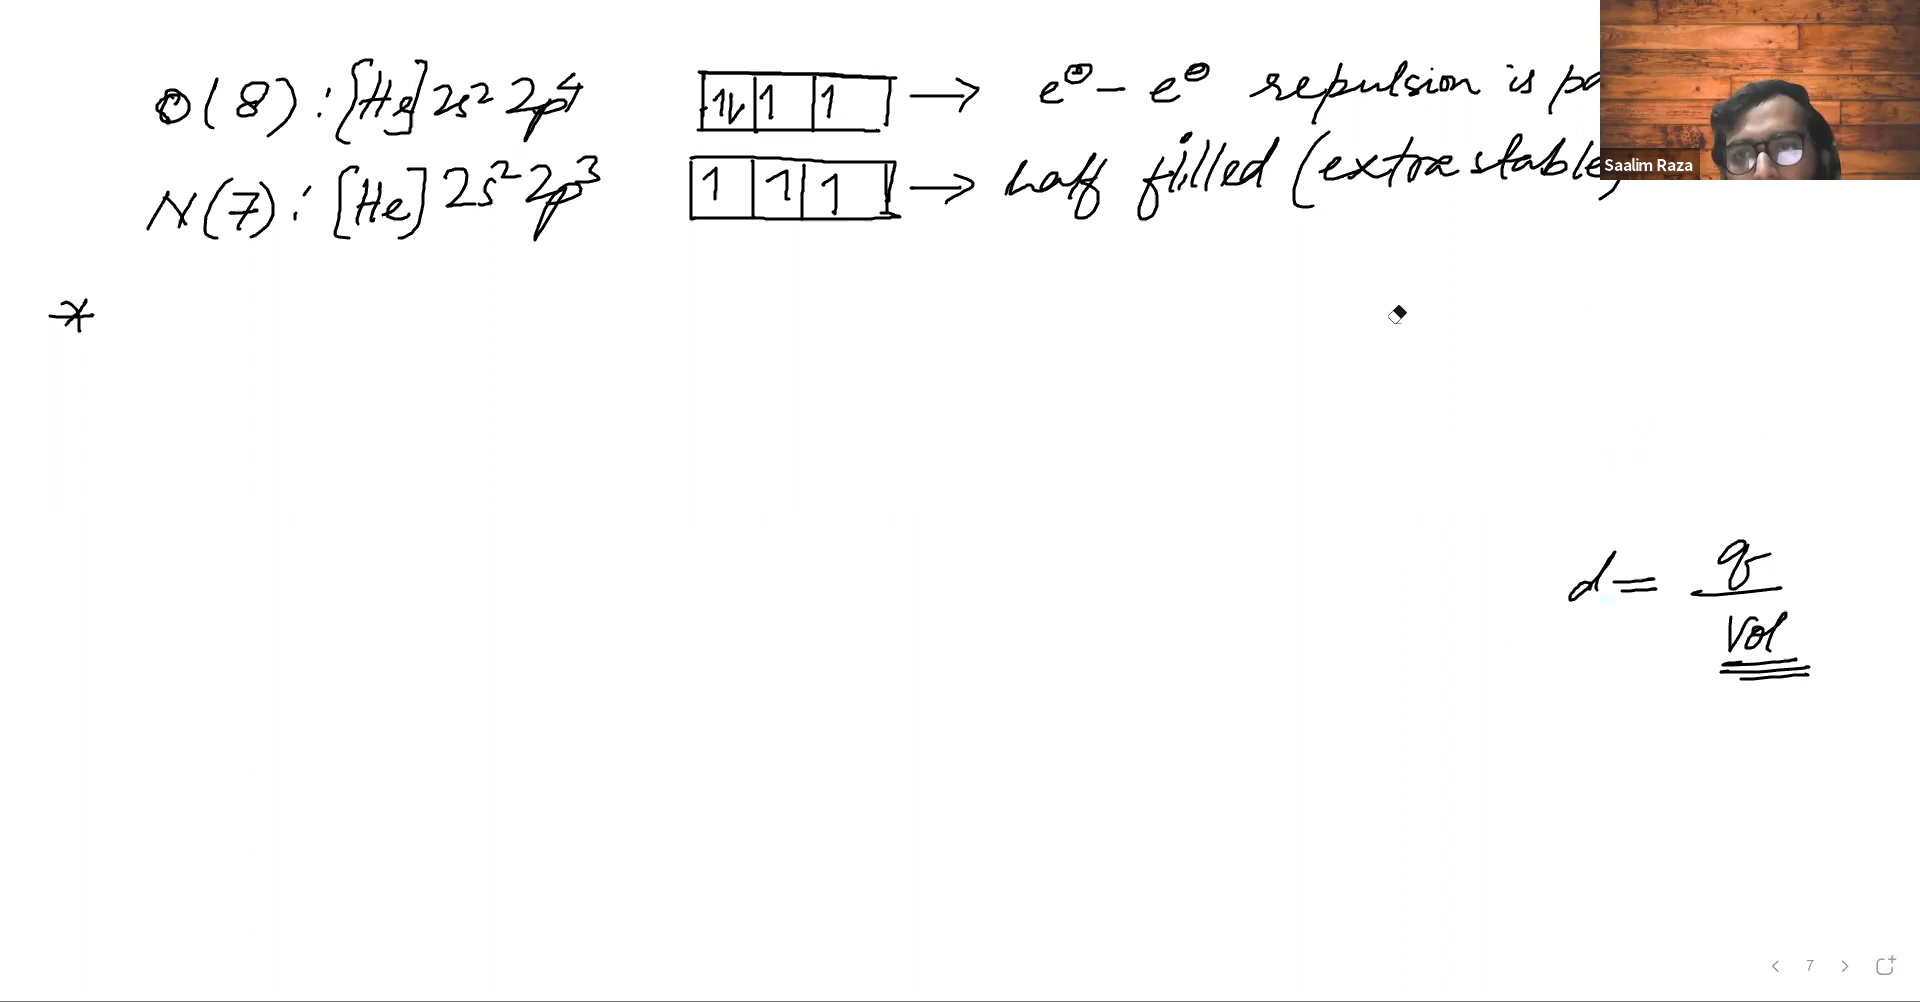 O(8) : [He] 2s² 2p⁴ 1⇂ 1 1 → e⊖ - e⊖ repulsion is
N(7) : [He] 2s² 2p³ 1 1 1 → half filled (extra stable)
Saalim Raza
*
d = q / Vol
7